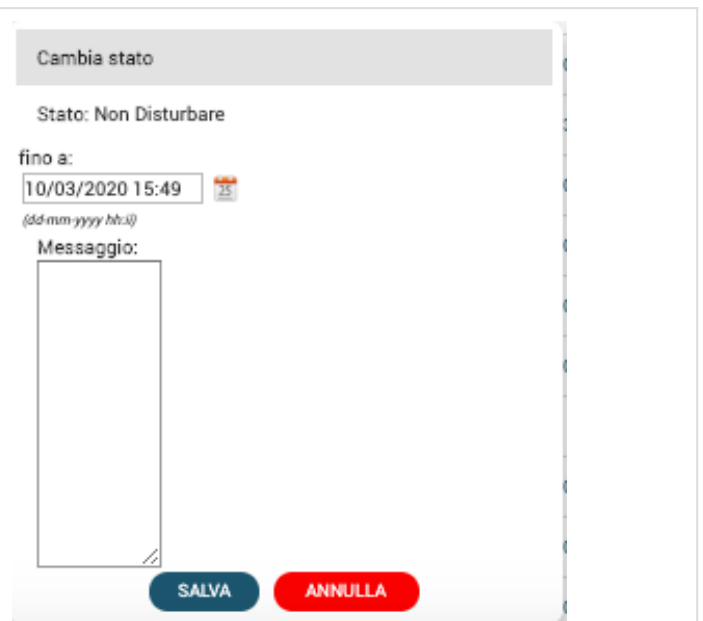 Cambia stato
Stato: Non Disturbare
fino a:
10/03/2020 15:49
25
(dd-mm-yyyy hh:ii)
Messaggio:
SALVA ANNULLA